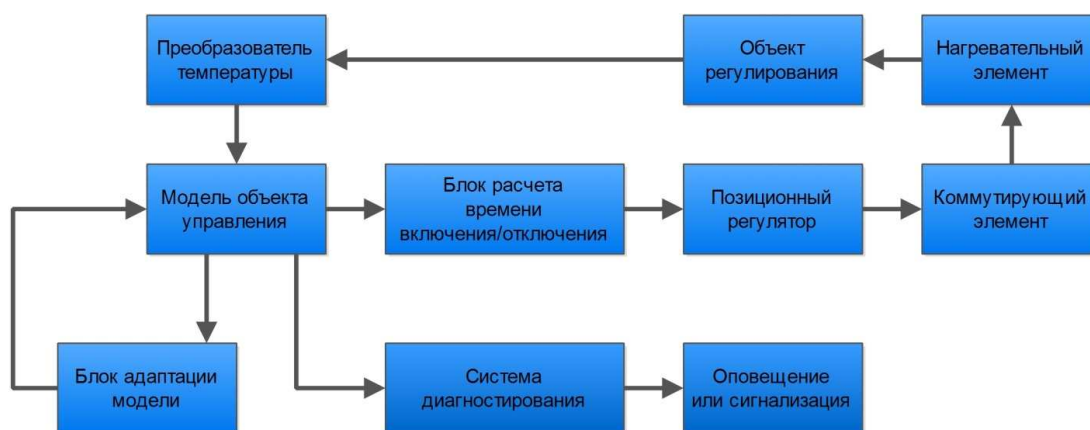 Преобразователь
температуры
Объект
регулирования
Нагревательный
элемент
Модель объекта
управления
Блок расчета
времени
включения/отключения
Позиционный
регулятор
Коммутирующий
элемент
Блок адаптации
модели
Система
диагностирования
Оповещение
или сигнализация